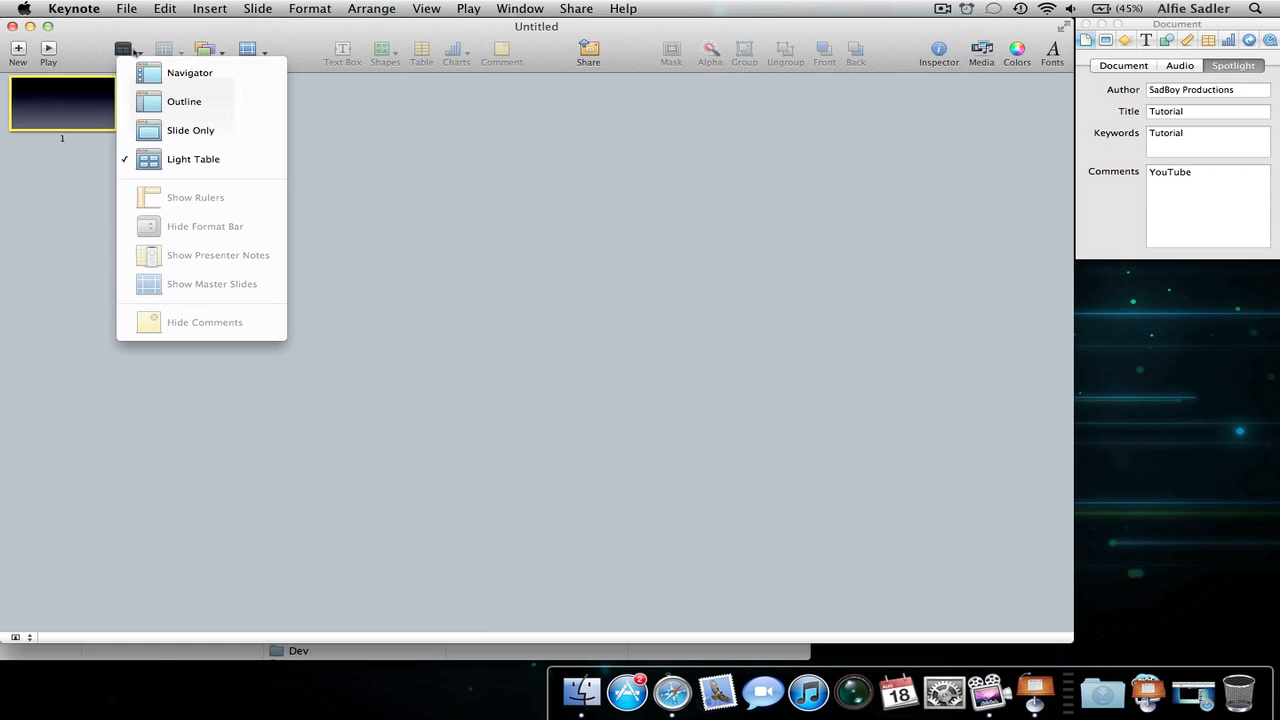 Keynote File Edit Insert Slide Format Arrange View Play Window Share Help (45%) Alfie Sadler
Untitled
Document
New Play Text Box Shapes Table Charts Comment Share Mask Alpha Group Ungroup Front Back Inspector Media Colors Fonts
Document Audio Spotlight
Navigator
Outline
Slide Only
Light Table
Show Rulers
Hide Format Bar
Show Presenter Notes
Show Master Slides
Hide Comments
1
Author SadBoy Productions
Title Tutorial
Keywords Tutorial
Comments YouTube
Dev
2
AUG
18